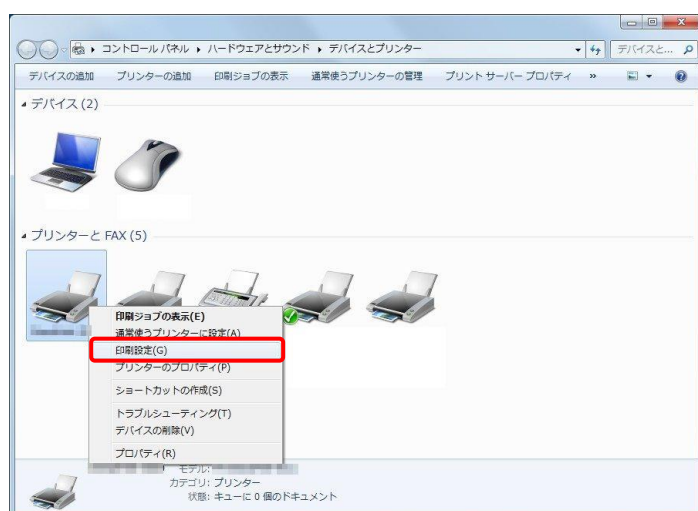 コントロール パネル ▸ ハードウェアとサウンド ▸ デバイスとプリンター
デバイスと...
デバイスの追加 プリンターの追加 印刷ジョブの表示 通常使うプリンターの管理 プリント サーバー プロパティ »
デバイス (2)
プリンターと FAX (5)
印刷ジョブの表示(E)
通常使うプリンターに設定(A)
印刷設定(G)
プリンターのプロパティ(P)
ショートカットの作成(S)
トラブルシューティング(T)
デバイスの削除(V)
プロパティ(R)
モデル:
カテゴリ: プリンター
状態: キューに 0 個のドキュメント